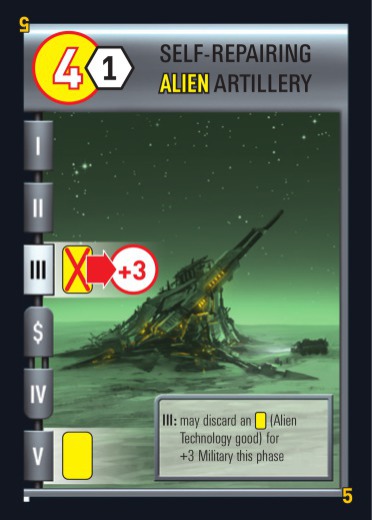 5
4 1
SELF-REPAIRING
ALIEN ARTILLERY
I
II
III +3
$
IV
V
III: may discard an (Alien
Technology good) for
+3 Military this phase
5